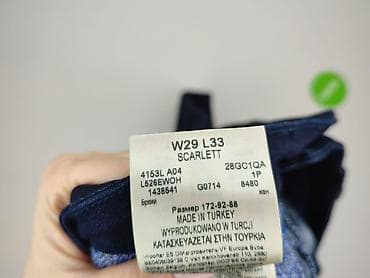 W29 L33
SCARLETT
4153L A04 28GC1QA
L526EWOH 1P
1438541 G0714 8480
Брюки
Размер 172-92-88
MADE IN TURKEY
WYPRODUKOWANO W TURCJI
ΚΑΤΑΣΚΕΥΑΖΕΤΑΙ ΣΤΗΝ ΤΟΥΡΚΙΑ